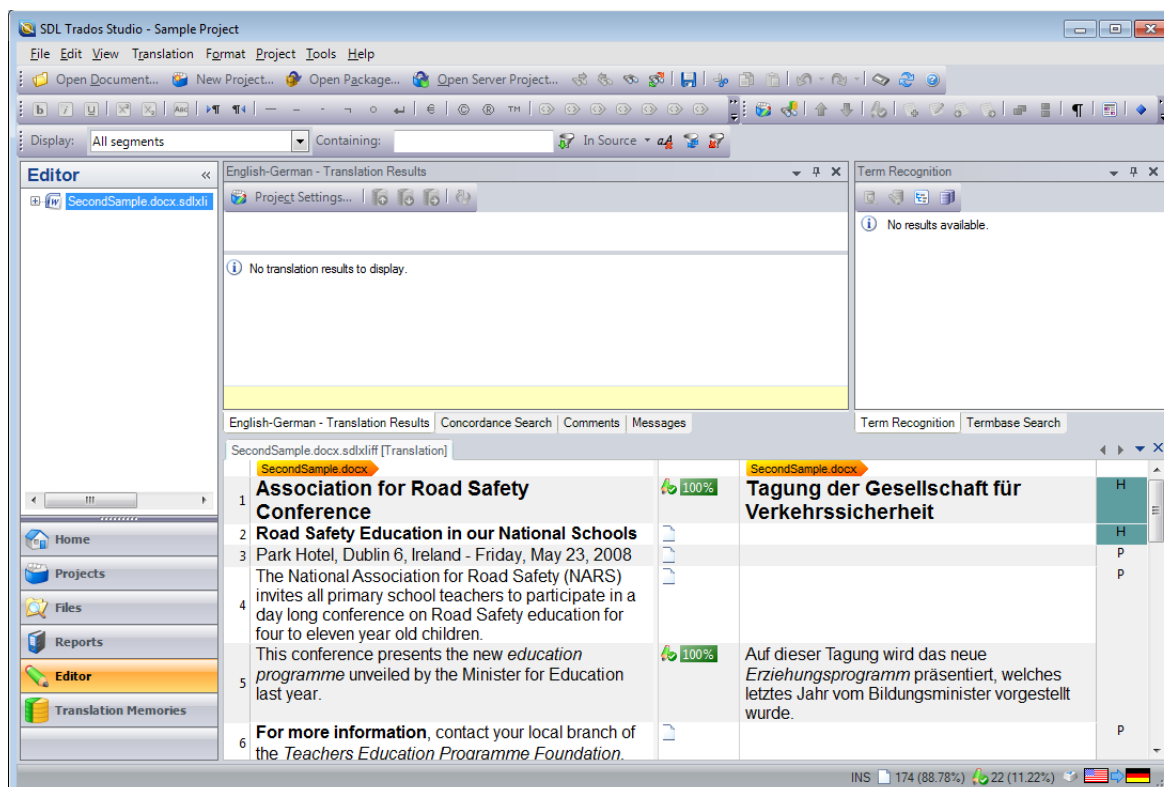 SDL Trados Studio - Sample Project
File Edit View Translation Format Project Tools Help
Open Document... New Project... Open Package... Open Server Project...
Display: All segments Containing: In Source
Editor
SecondSample.docx.sdlxli
English-German - Translation Results
Project Settings...
No translation results to display.
English-German - Translation Results Concordance Search Comments Messages
Term Recognition
No results available.
Term Recognition Termbase Search
Home
Projects
Files
Reports
Editor
Translation Memories
SecondSample.docx.sdlxliff [Translation]
SecondSample.docx SecondSample.docx
1 Association for Road Safety 100% Tagung der Gesellschaft für H
Conference Verkehrssicherheit
2 Road Safety Education in our National Schools H
3 Park Hotel, Dublin 6, Ireland - Friday, May 23, 2008 P
The National Association for Road Safety (NARS) P
invites all primary school teachers to participate in a
4 day long conference on Road Safety education for
four to eleven year old children.
This conference presents the new education 100% Auf dieser Tagung wird das neue
5 programme unveiled by the Minister for Education Erziehungsprogramm präsentiert, welches
last year. letztes Jahr vom Bildungsminister vorgestellt
wurde.
6 For more information, contact your local branch of P
the Teachers Education Programme Foundation.
INS 174 (88.78%) 22 (11.22%)